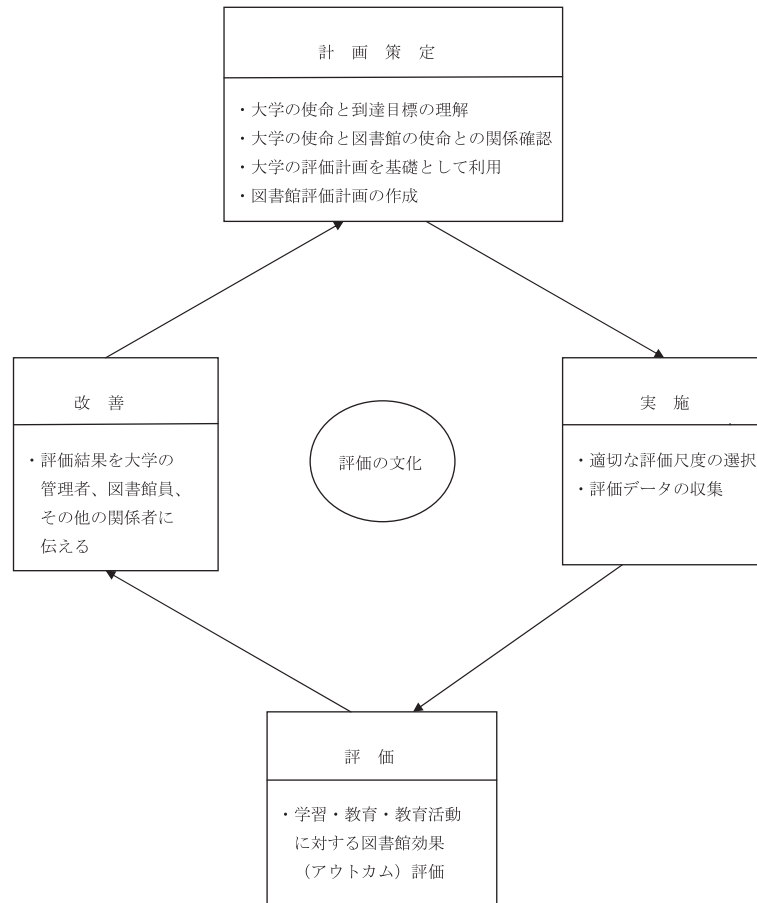 計 画 策 定
・大学の使命と到達目標の理解
・大学の使命と図書館の使命との関係確認
・大学の評価計画を基礎として利用
・図書館評価計画の作成
改 善
・評価結果を大学の
管理者、図書館員、
その他の関係者に
伝える
評価の文化
実 施
・適切な評価尺度の選択
・評価データの収集
評 価
・学習・教育・教育活動
に対する図書館効果
（アウトカム）評価